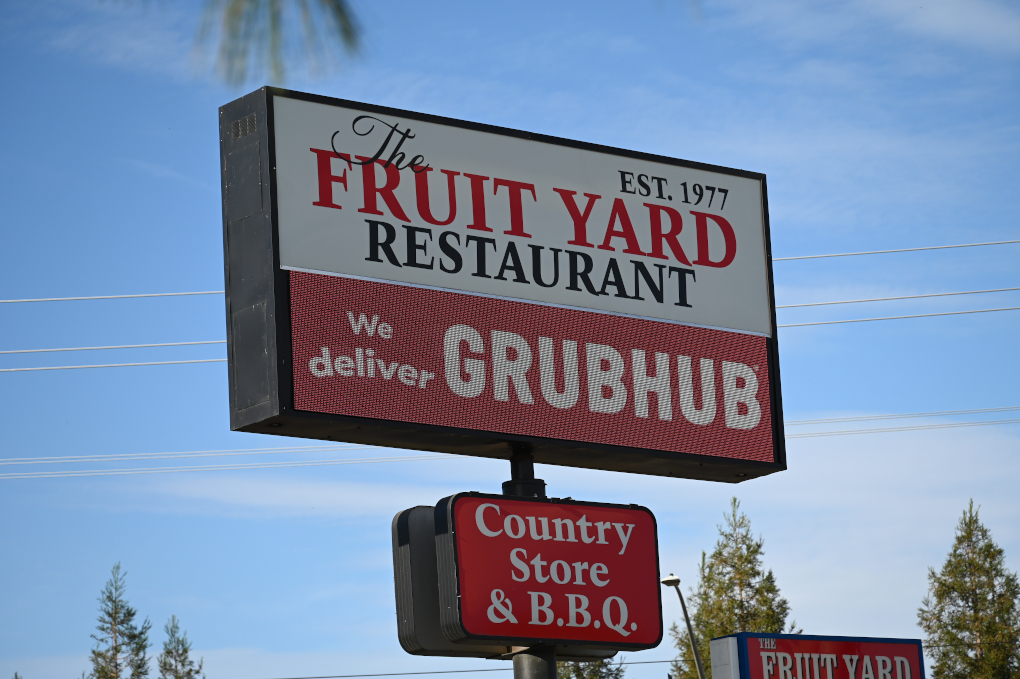 The
EST. 1977
FRUIT YARD
RESTAURANT
We
deliver
GRUBHUB
Country
Store
& B.B.Q.
THE
FRUIT YARD